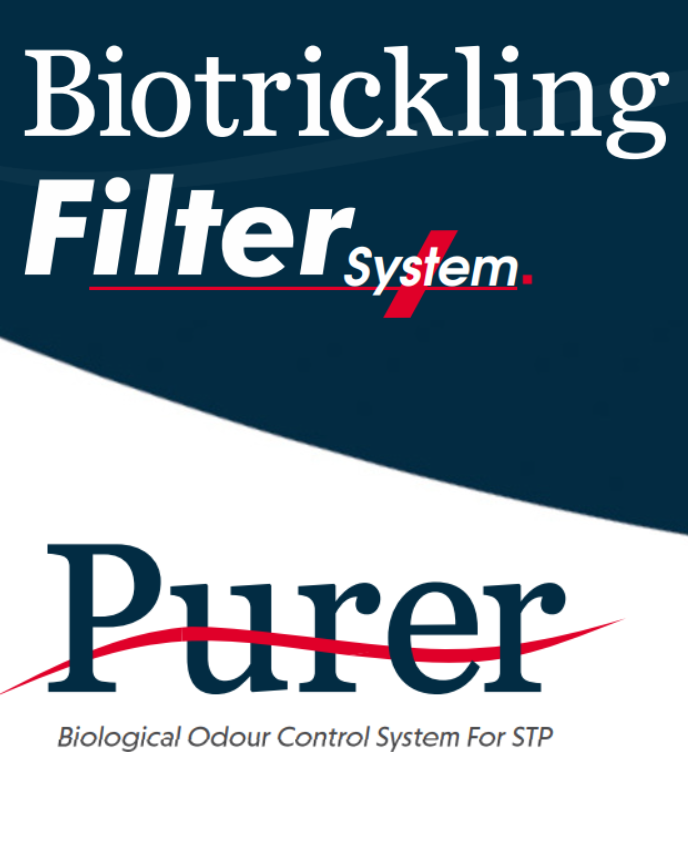 Biotrickling
Filter System.
Purer
Biological Odour Control System For STP